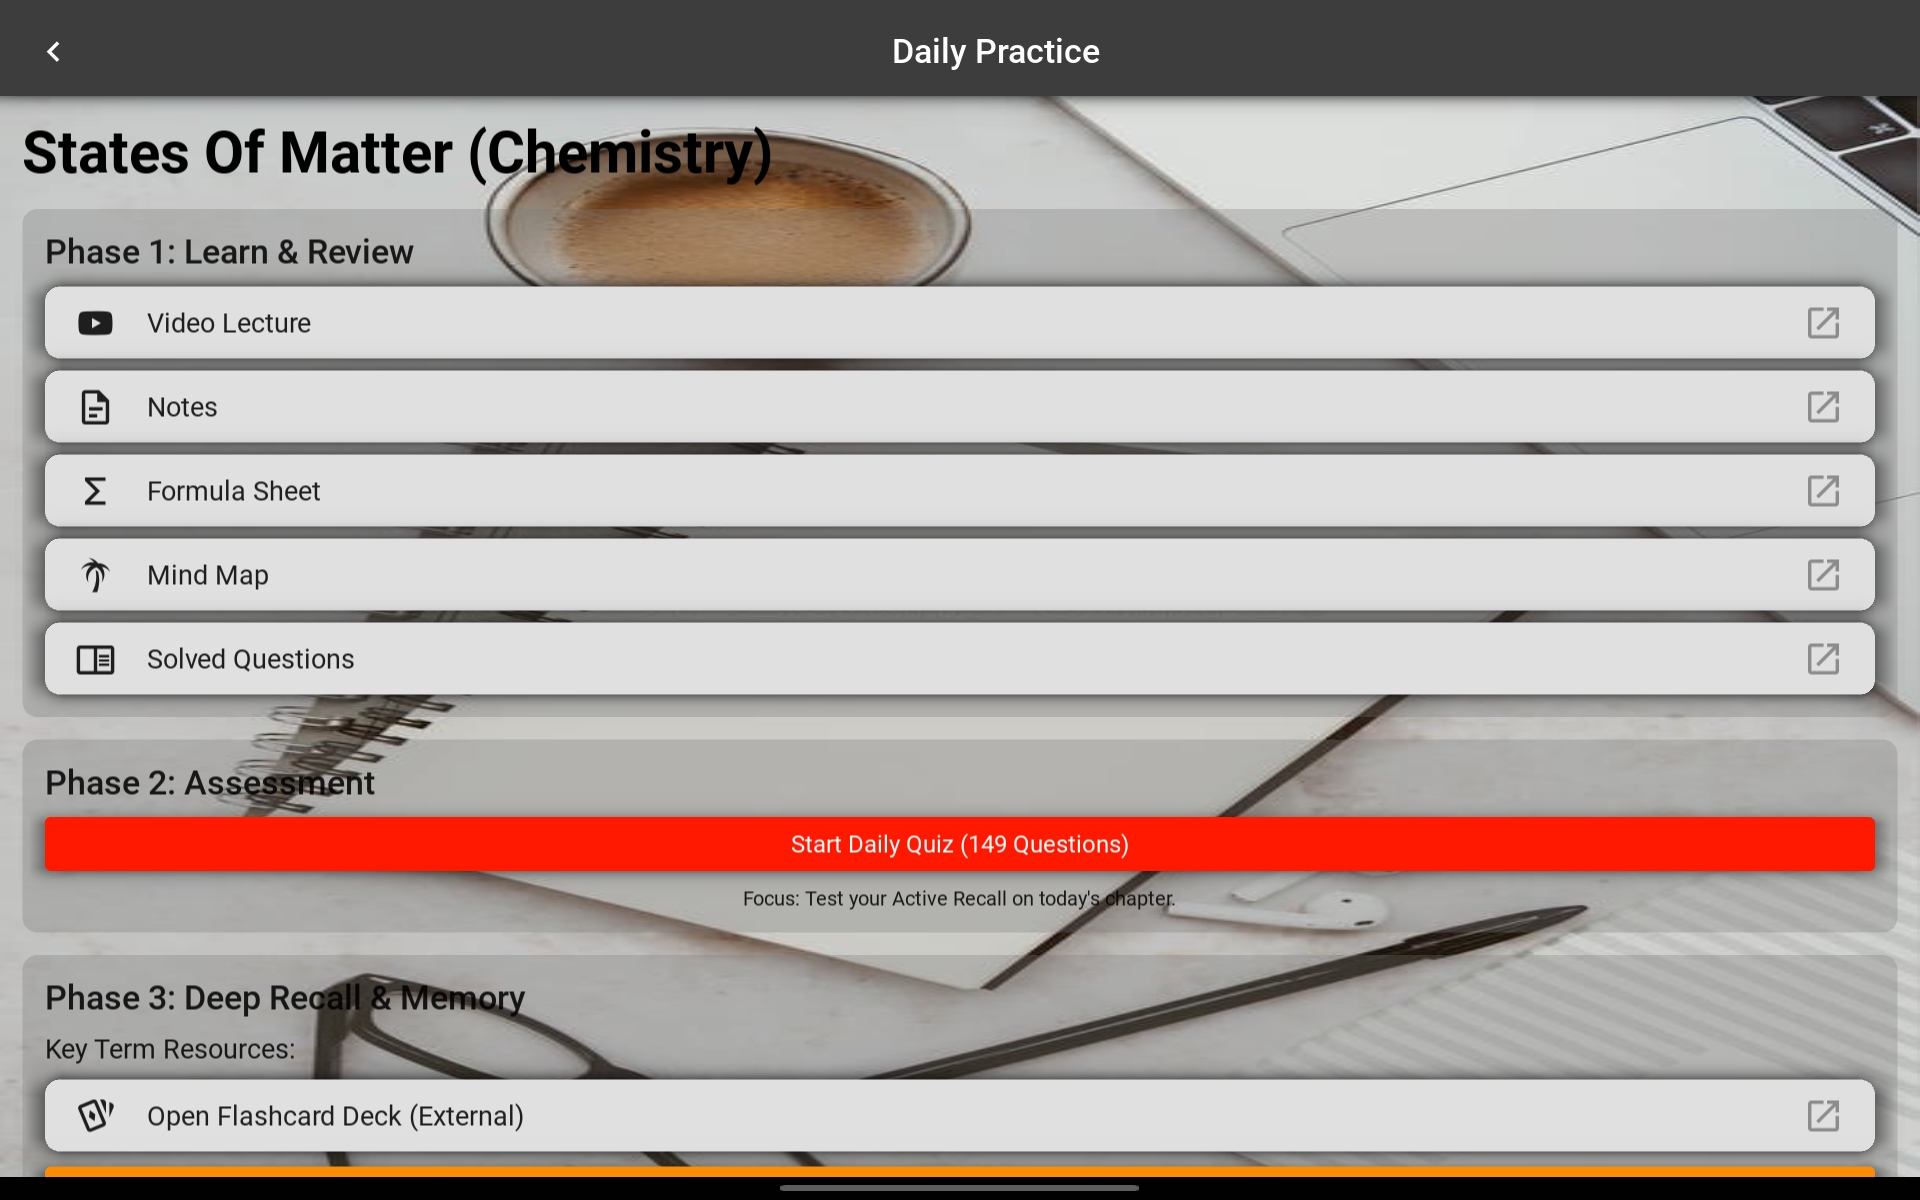 Daily Practice
States Of Matter (Chemistry)
Phase 1: Learn & Review
Video Lecture
Notes
Formula Sheet
Mind Map
Solved Questions
Phase 2: Assessment
Start Daily Quiz (149 Questions)
Focus: Test your Active Recall on today's chapter.
Phase 3: Deep Recall & Memory
Key Term Resources:
Open Flashcard Deck (External)